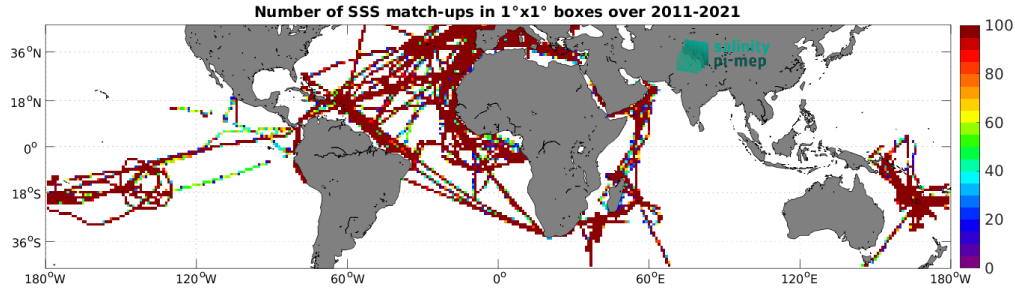 Number of SSS match-ups in 1°x1° boxes over 2011-2021
salinity
pi-mep
36°N
18°N
0°
18°S
36°S
180°W
120°W
60°W
0°
60°E
120°E
180°W
100
80
60
40
20
0